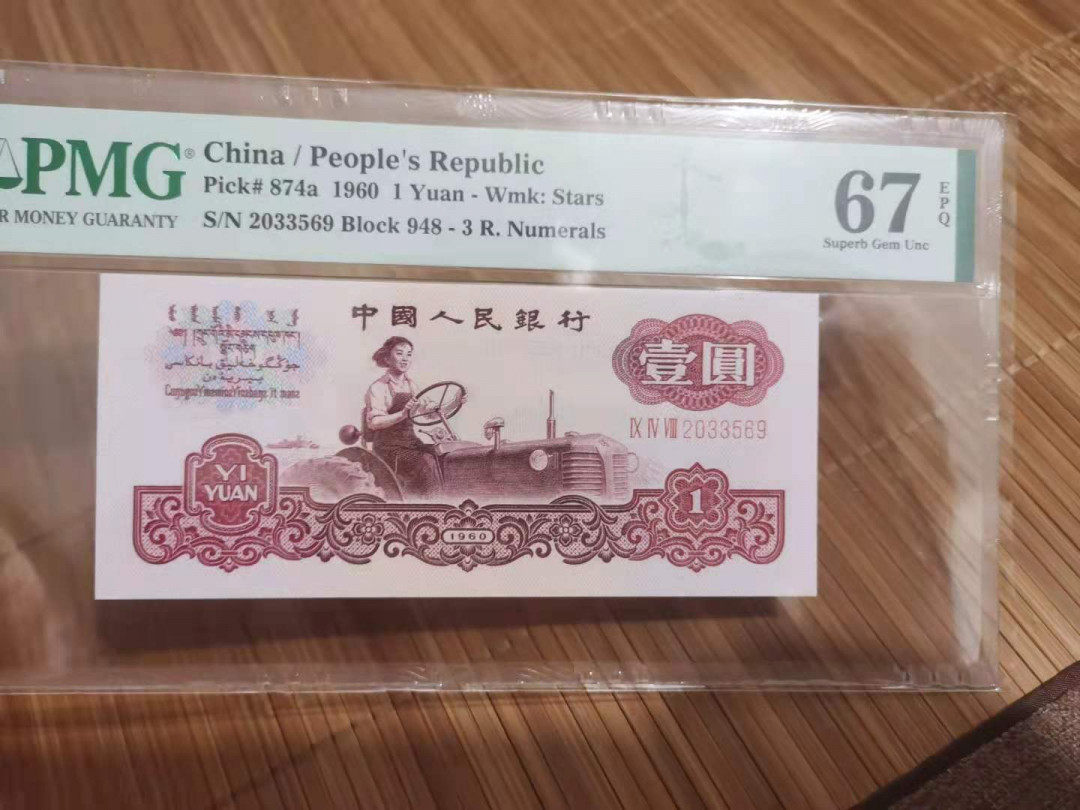 PMG®
R MONEY GUARANTY
China / People's Republic
Pick# 874a 1960 1 Yuan - Wmk: Stars
S/N 2033569 Block 948 - 3 R. Numerals
67
EPQ
Superb Gem Unc
中國人民銀行
壹圓
IX IV VIII 2033569
YI
YUAN
1
1960